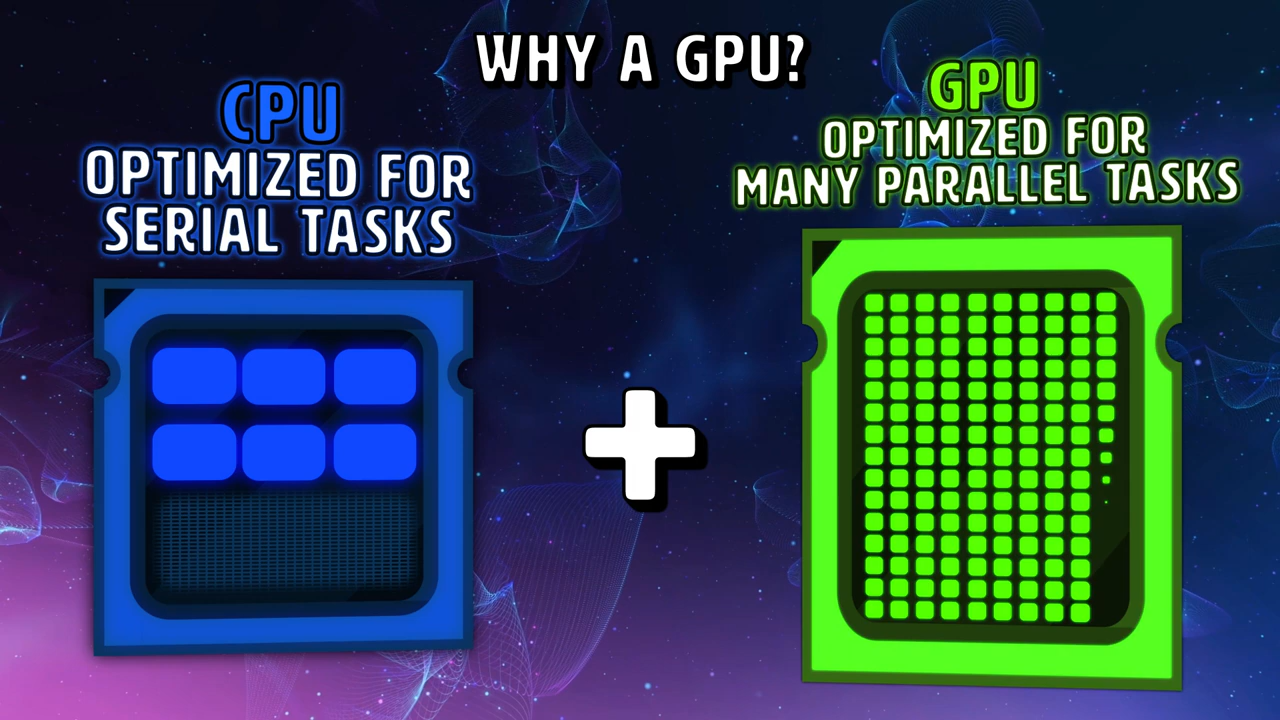 WHY A GPU?
CPU
OPTIMIZED FOR
SERIAL TASKS
GPU
OPTIMIZED FOR
MANY PARALLEL TASKS